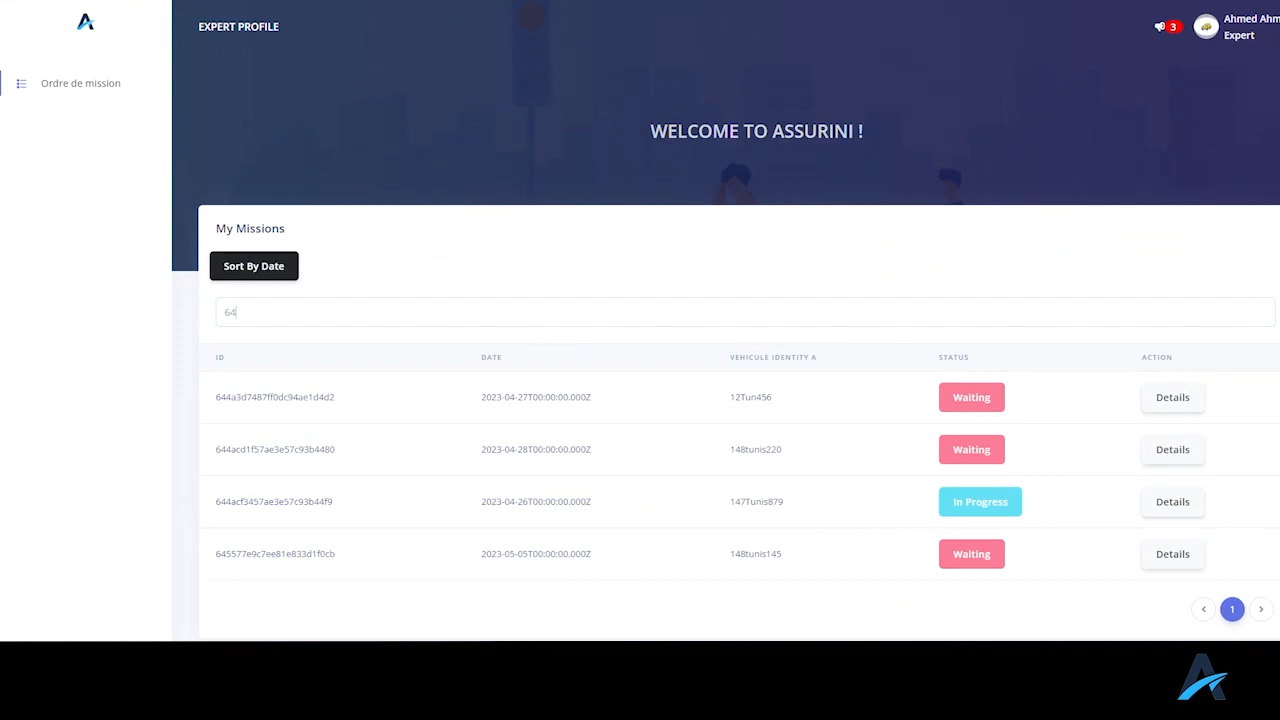 EXPERT PROFILE
3
Ahmed Ahm
Expert
Ordre de mission
WELCOME TO ASSURINI !
My Missions
Sort By Date
64
ID DATE VEHICULE IDENTITY A STATUS ACTION
644a3d7487ff0dc94ae1d4d2 2023-04-27T00:00:00.000Z 12Tun456 Waiting Details
644acd1f57ae3e57c93b4480 2023-04-28T00:00:00.000Z 148tunis220 Waiting Details
644acf3457ae3e57c93b44f9 2023-04-26T00:00:00.000Z 147Tunis879 In Progress Details
645577e9c7ee81e833d1f0cb 2023-05-05T00:00:00.000Z 148tunis145 Waiting Details
1